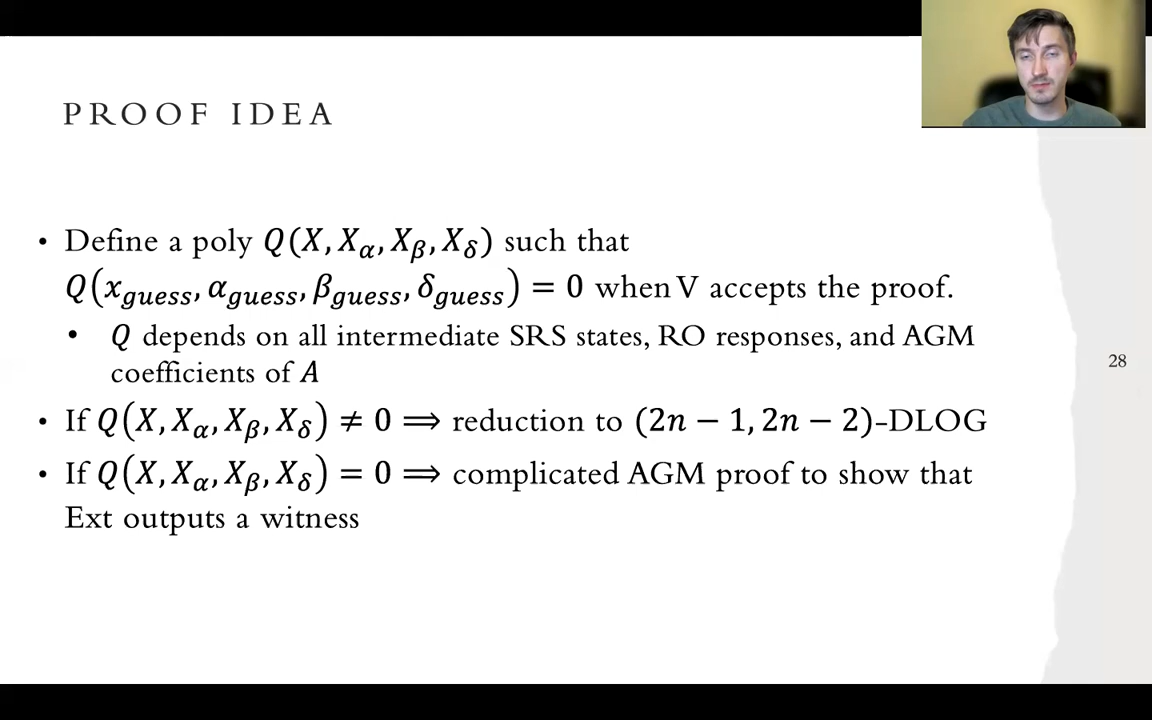 PROOF IDEA
• Define a poly Q(X, X_α, X_β, X_δ) such that
Q(x_guess, α_guess, β_guess, δ_guess) = 0 when V accepts the proof.
• Q depends on all intermediate SRS states, RO responses, and AGM
coefficients of A
28
• If Q(X, X_α, X_β, X_δ) ≠ 0 ⟹ reduction to (2n − 1, 2n − 2)-DLOG
• If Q(X, X_α, X_β, X_δ) = 0 ⟹ complicated AGM proof to show that
Ext outputs a witness